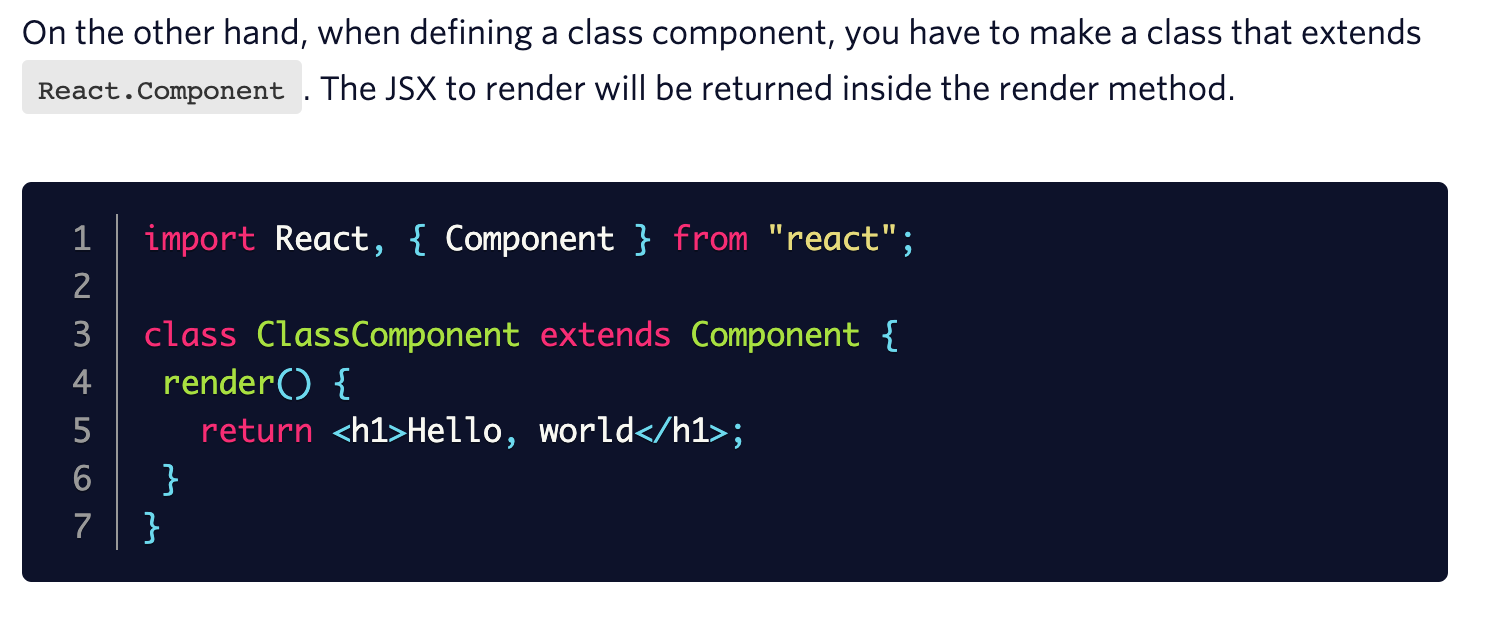 On the other hand, when defining a class component, you have to make a class that extends
React.Component . The JSX to render will be returned inside the render method.
1 import React, { Component } from "react";
2
3 class ClassComponent extends Component {
4  render() {
5    return <h1>Hello, world</h1>;
6  }
7 }